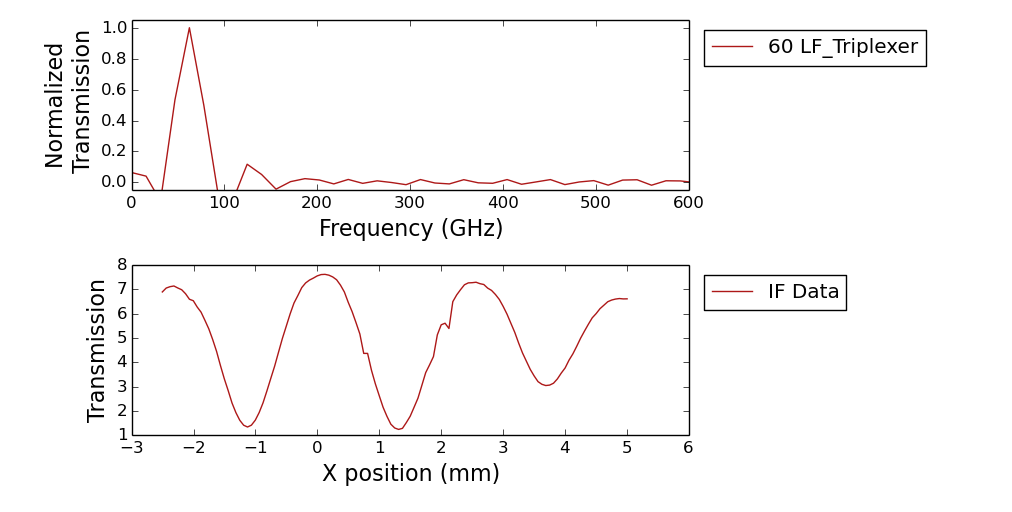 Normalized
Transmission
1.0
0.8
0.6
0.4
0.2
0.0
0 100 200 300 400 500 600
Frequency (GHz)
60 LF_Triplexer
Transmission
8
7
6
5
4
3
2
1
−3 −2 −1 0 1 2 3 4 5 6
X position (mm)
IF Data